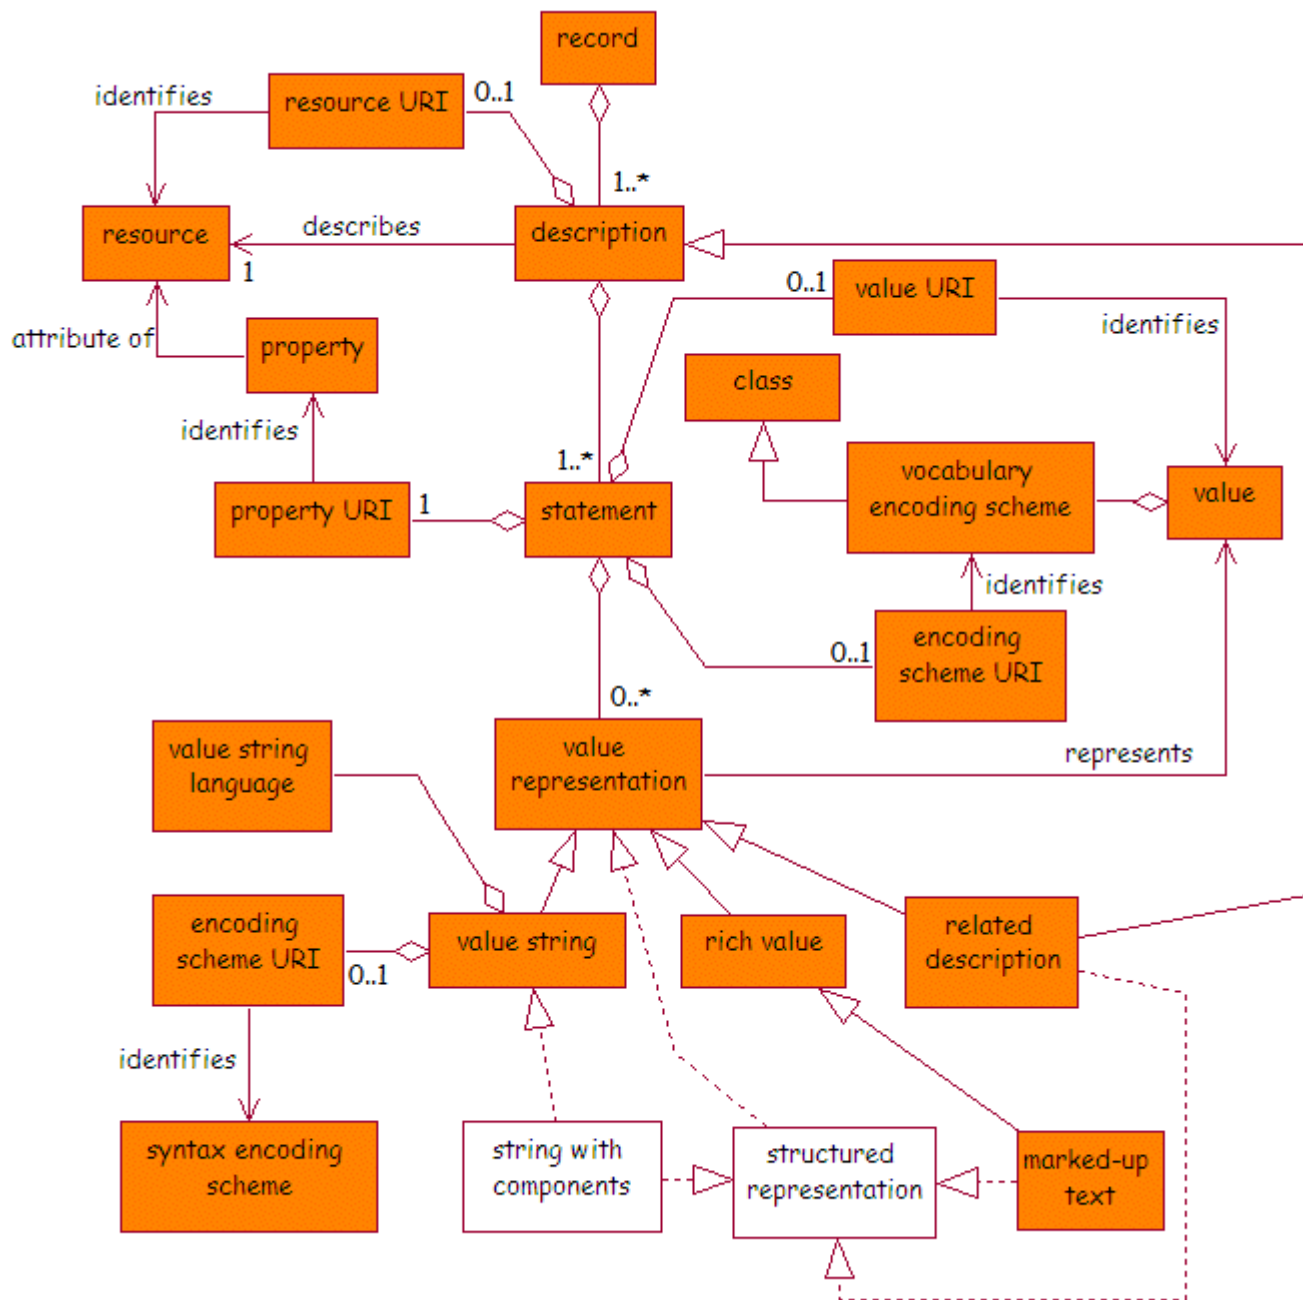 record
identifies
resource URI
0..1
1..*
resource
describes
description
1
0..1
value URI
attribute of
property
identifies
class
identifies
1..*
vocabulary
encoding scheme
value
property URI
1
statement
identifies
0..1
encoding
scheme URI
0..*
value string
language
value
representation
represents
encoding
scheme URI
0..1
value string
rich value
related
description
identifies
syntax encoding
scheme
string with
components
structured
representation
marked-up
text